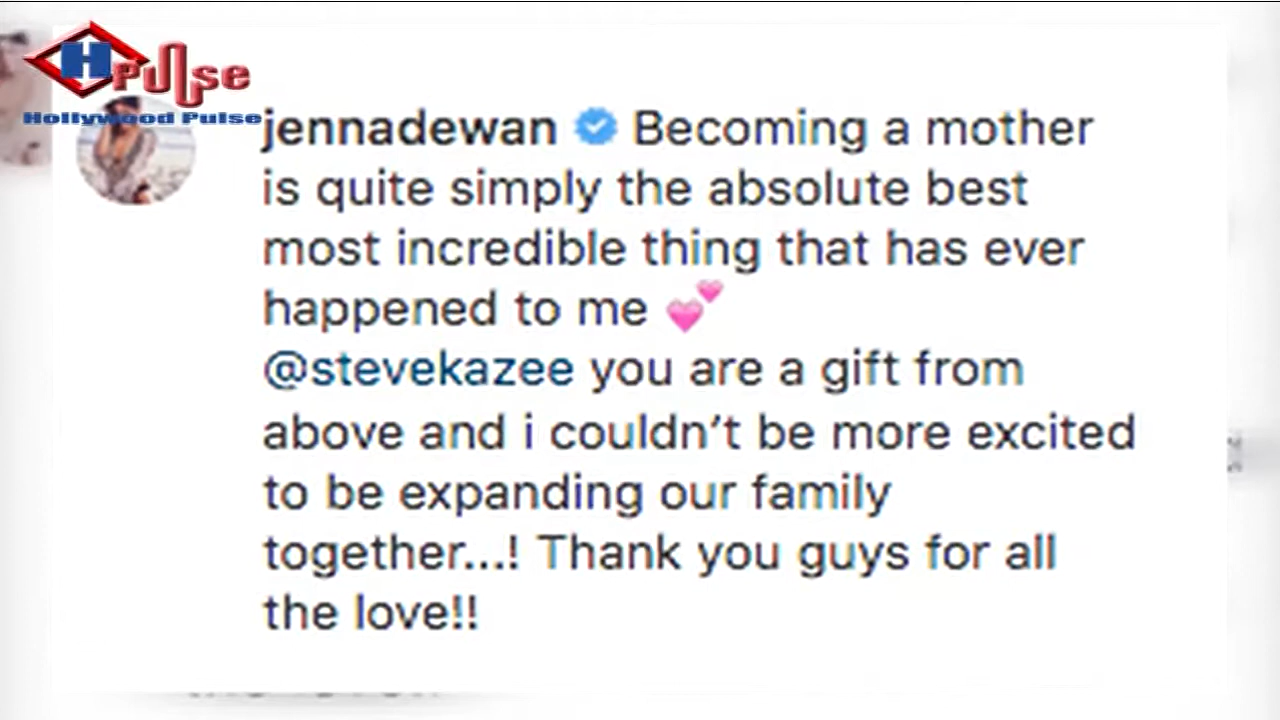 H Pulse
Hollywood Pulse
jennadewan Becoming a mother
is quite simply the absolute best
most incredible thing that has ever
happened to me 💕
@stevekazee you are a gift from
above and i couldn’t be more excited
to be expanding our family
together...! Thank you guys for all
the love!!